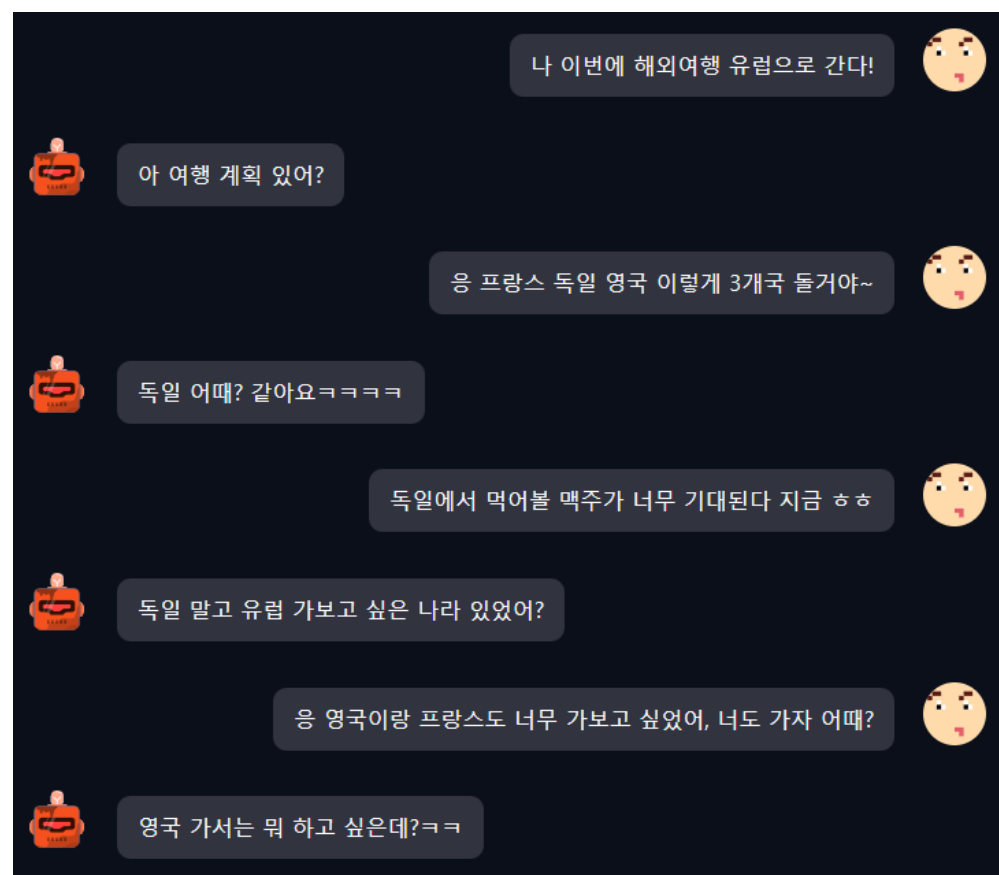 나 이번에 해외여행 유럽으로 간다!
아 여행 계획 있어?
응 프랑스 독일 영국 이렇게 3개국 돌거야~
독일 어때? 같아요ㅋㅋㅋㅋ
독일에서 먹어볼 맥주가 너무 기대된다 지금 ㅎㅎ
독일 말고 유럽 가보고 싶은 나라 있었어?
응 영국이랑 프랑스도 너무 가보고 싶었어, 너도 가자 어때?
영국 가서는 뭐 하고 싶은데?ㅋㅋ